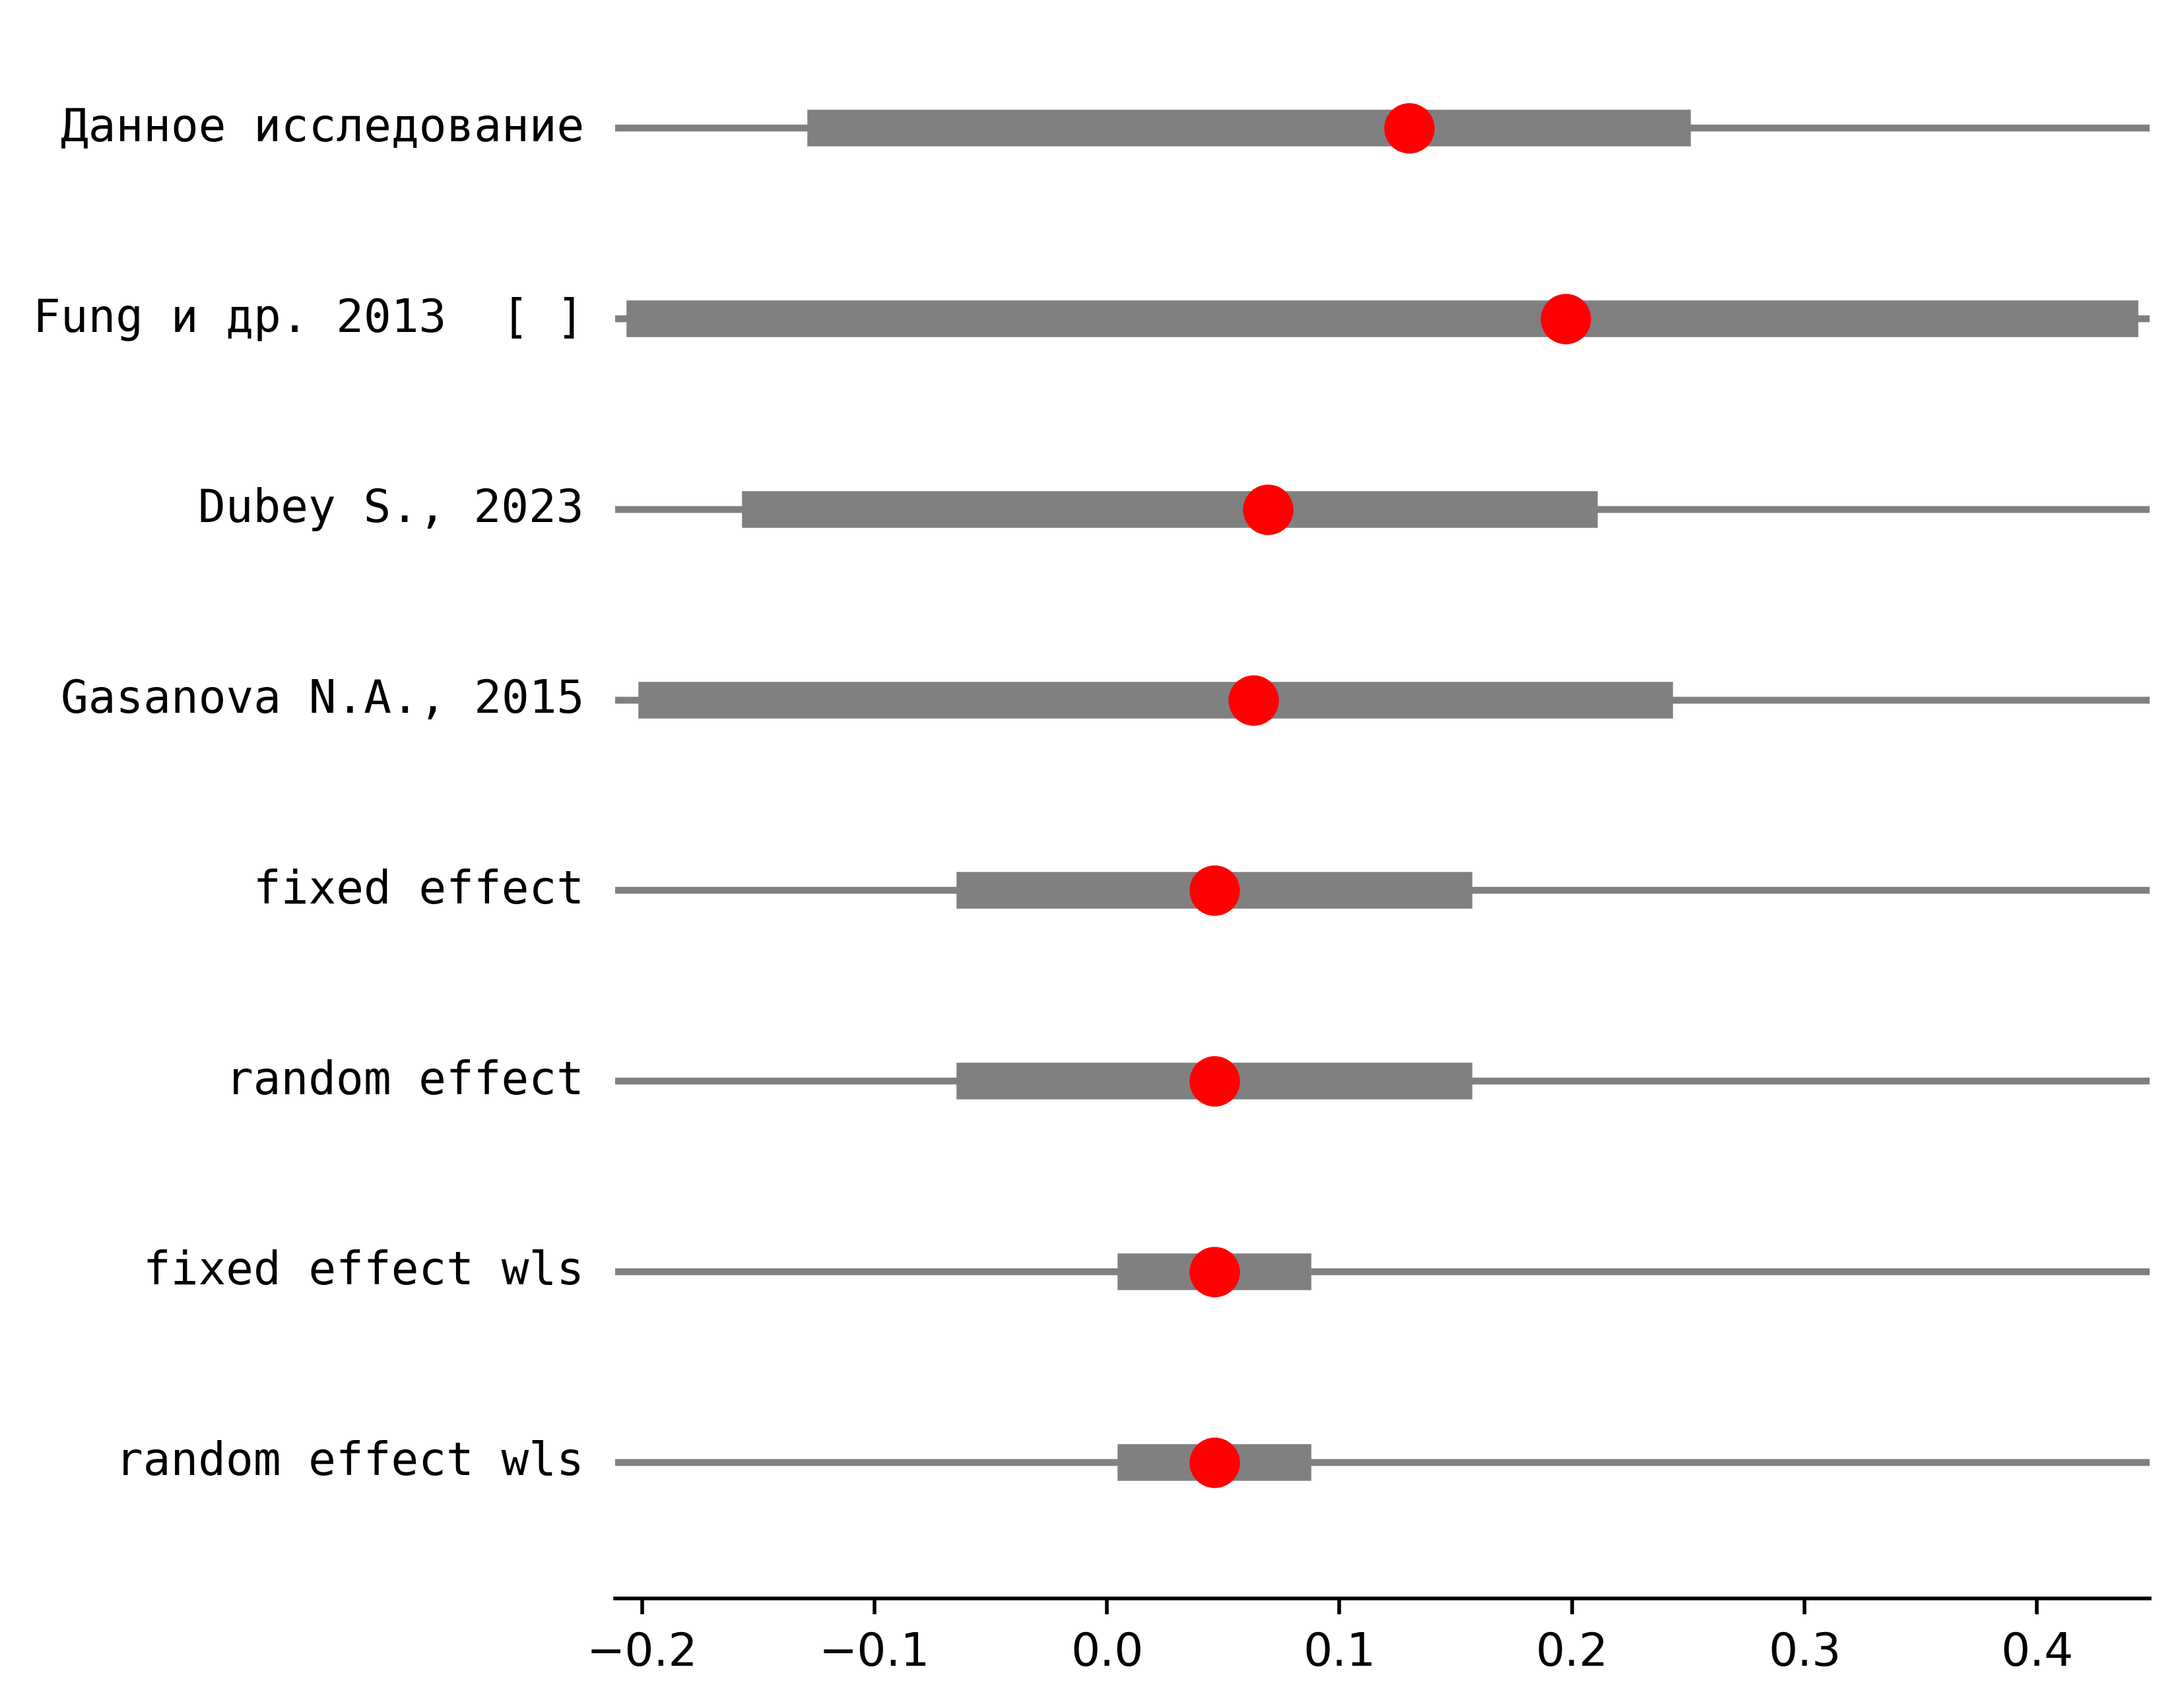 Данное исследование
Fung и др. 2013 [ ]
Dubey S., 2023
Gasanova N.A., 2015
fixed effect
random effect
fixed effect wls
random effect wls
−0.2 −0.1 0.0 0.1 0.2 0.3 0.4